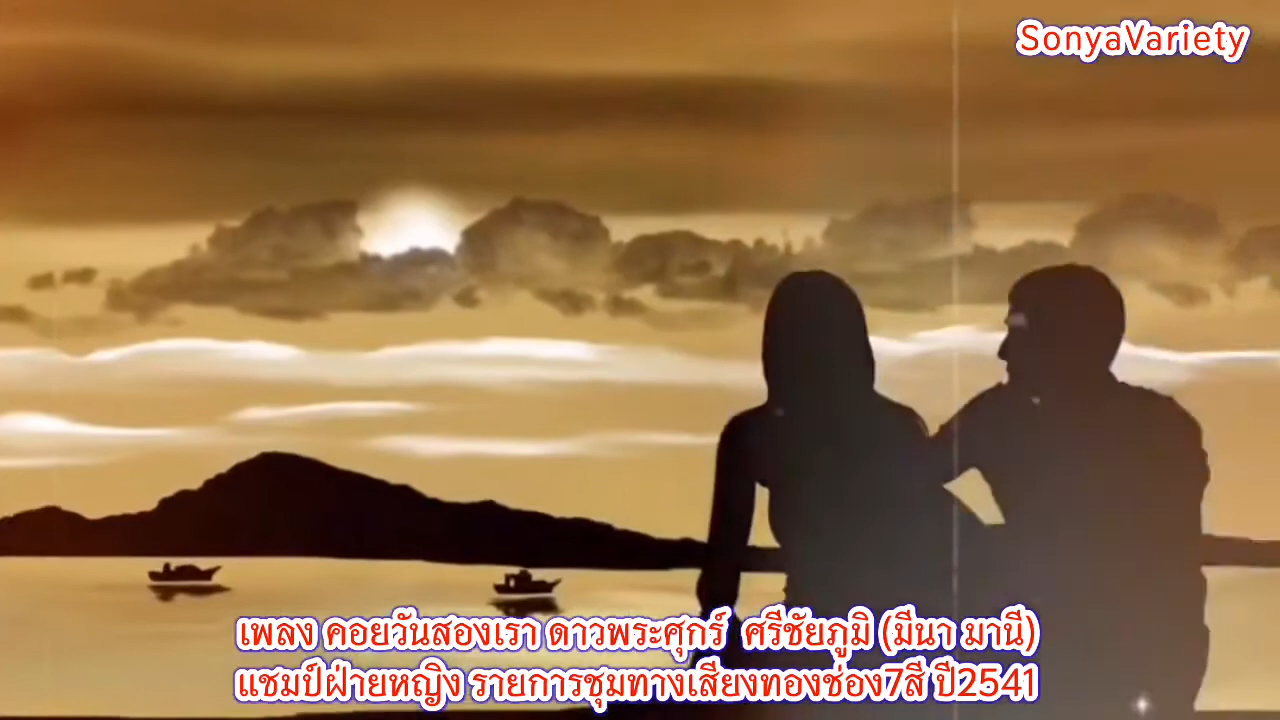 SonyaVariety
เพลง คอยวันสองเรา ดาวพระศุกร์ ศรีชัยภูมิ (มีนา มานี)
แชมป์ฝ่ายหญิง รายการชุมทางเสียงทองช่อง7สี ปี2541